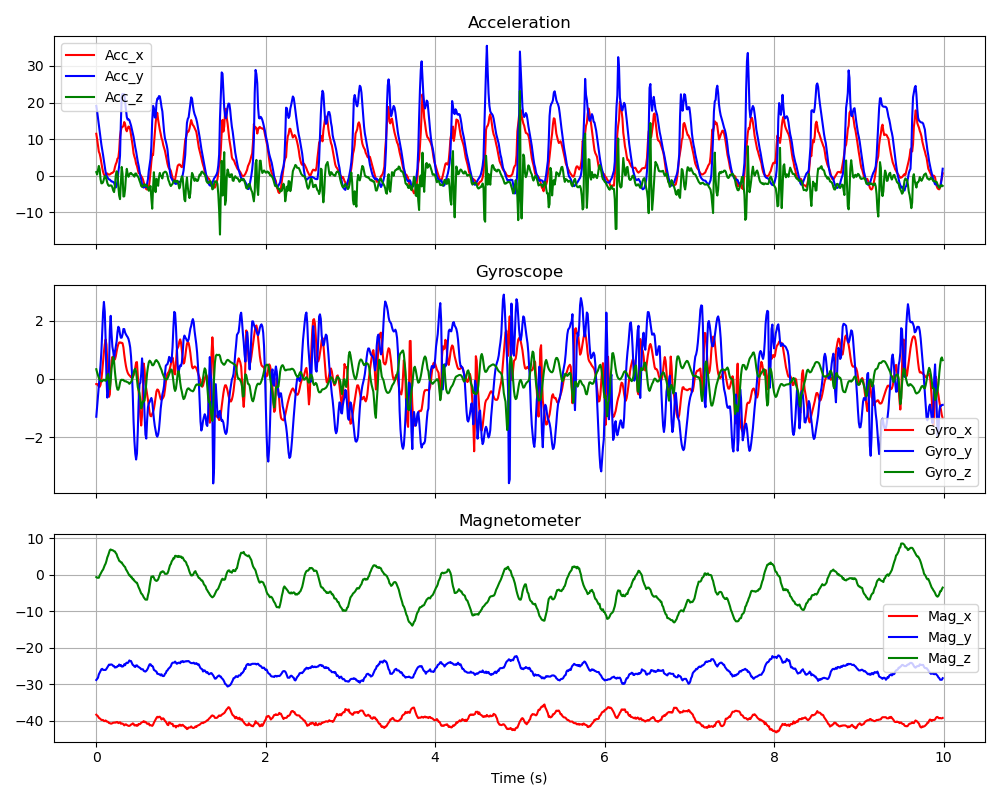 Acceleration
Acc_x
Acc_y
Acc_z
30
20
10
0
−10
Gyroscope
2
0
−2
Gyro_x
Gyro_y
Gyro_z
Magnetometer
10
0
−10
−20
−30
−40
Mag_x
Mag_y
Mag_z
0 2 4 6 8 10
Time (s)